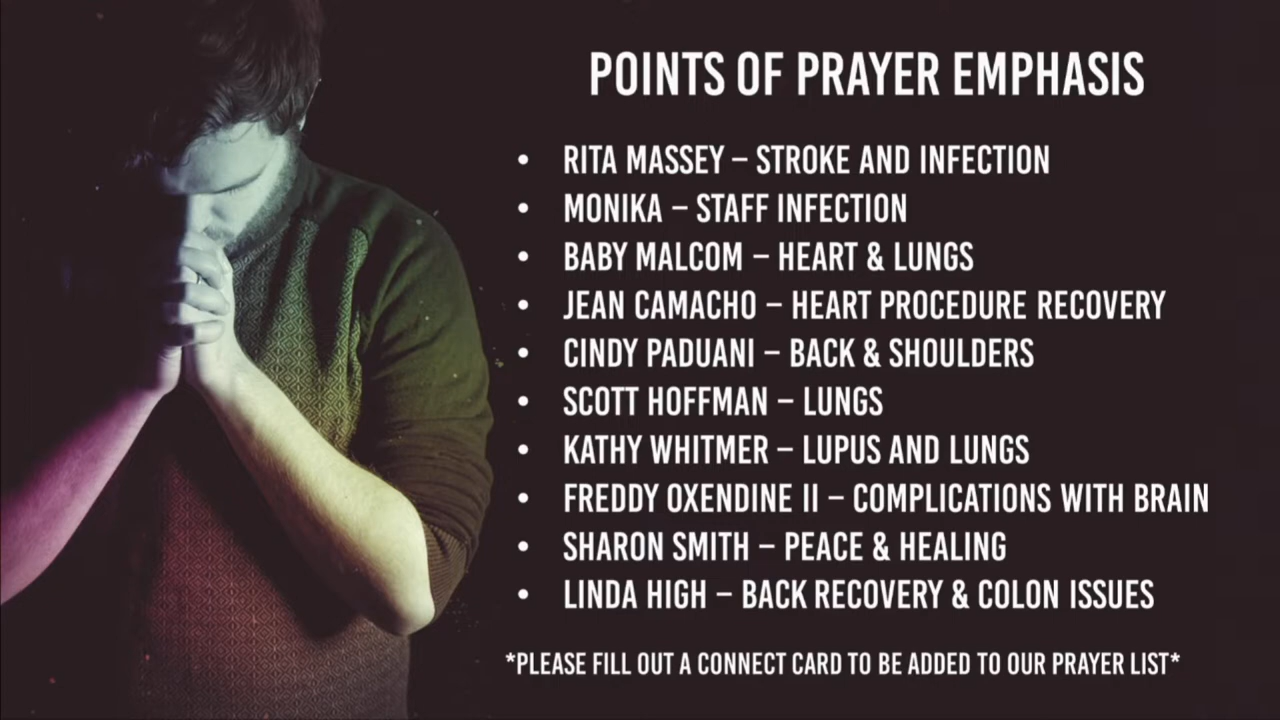 POINTS OF PRAYER EMPHASIS
• RITA MASSEY – STROKE AND INFECTION
• MONIKA – STAFF INFECTION
• BABY MALCOM – HEART & LUNGS
• JEAN CAMACHO – HEART PROCEDURE RECOVERY
• CINDY PADUANI – BACK & SHOULDERS
• SCOTT HOFFMAN – LUNGS
• KATHY WHITMER – LUPUS AND LUNGS
• FREDDY OXENDINE II – COMPLICATIONS WITH BRAIN
• SHARON SMITH – PEACE & HEALING
• LINDA HIGH – BACK RECOVERY & COLON ISSUES
*PLEASE FILL OUT A CONNECT CARD TO BE ADDED TO OUR PRAYER LIST*